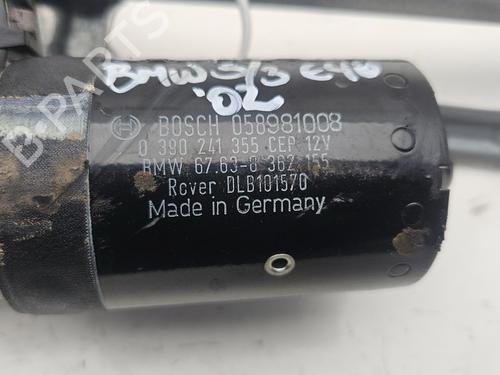 BMW S/3 E46
'02
BOSCH 058981008
0 390 241 355 CEP 12V
BMW 67.63-8 362 155
Rover DLB101570
Made in Germany